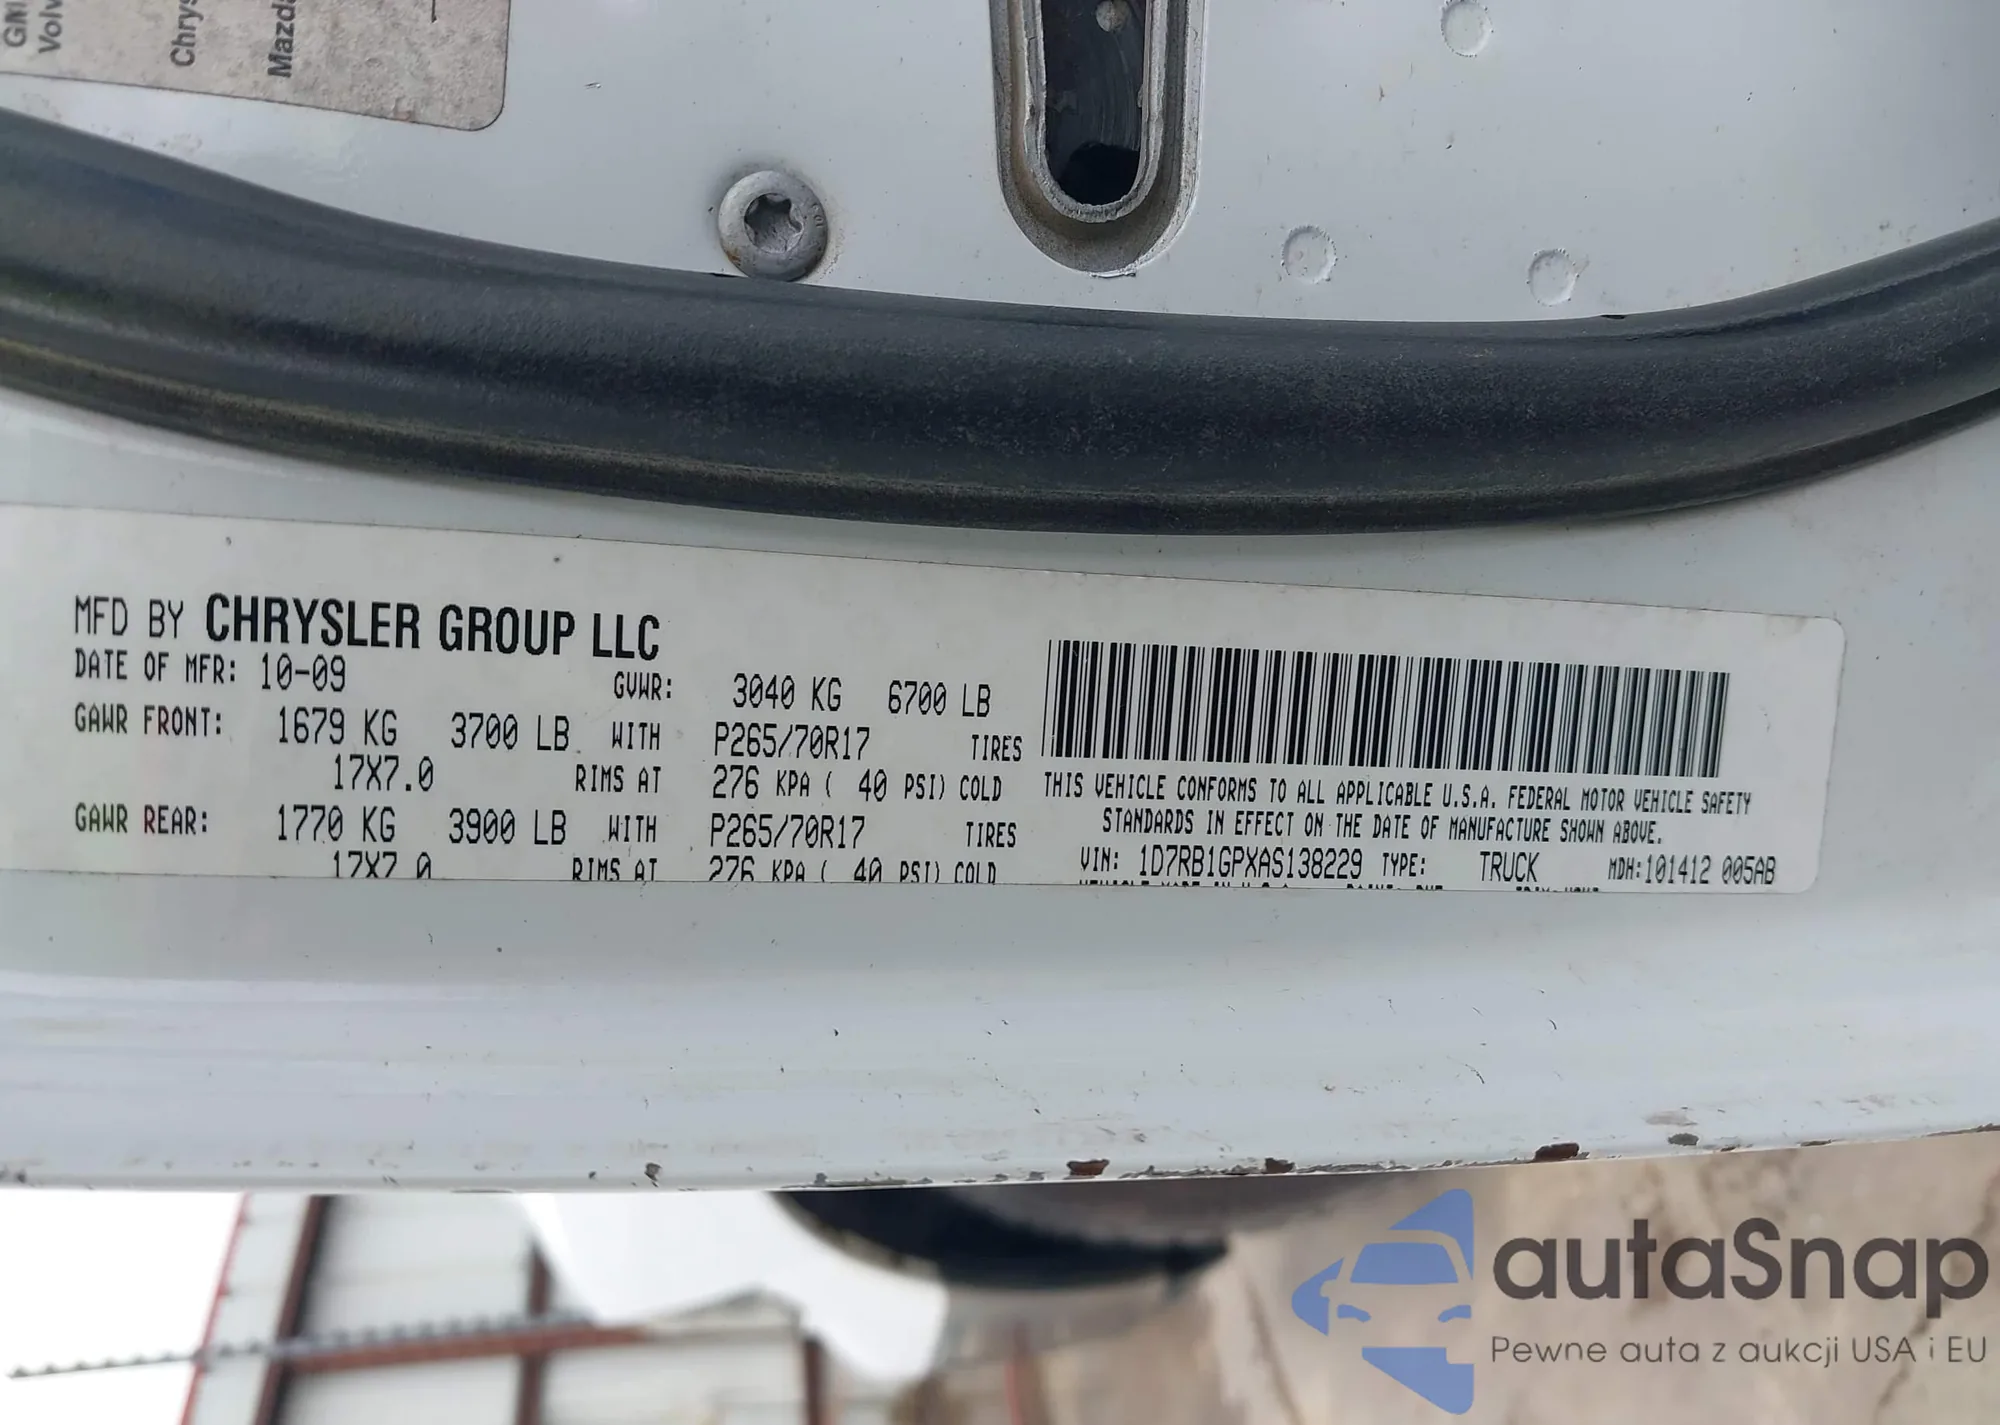 GM
Volv
Chrys
Mazda
MFD BY CHRYSLER GROUP LLC
DATE OF MFR: 10-09 GVWR: 3040 KG 6700 LB
GAWR FRONT: 1679 KG 3700 LB WITH P265/70R17 TIRES
17X7.0 RIMS AT 276 KPA ( 40 PSI) COLD
GAWR REAR: 1770 KG 3900 LB WITH P265/70R17 TIRES
17X7.0 RIMS AT 276 KPA ( 40 PSI) COLD
THIS VEHICLE CONFORMS TO ALL APPLICABLE U.S.A. FEDERAL MOTOR VEHICLE SAFETY
STANDARDS IN EFFECT ON THE DATE OF MANUFACTURE SHOWN ABOVE.
VIN: 1D7RB1GPXAS138229 TYPE: TRUCK MDH:101412 005AB
autaSnap
Pewne auta z aukcji USA i EU